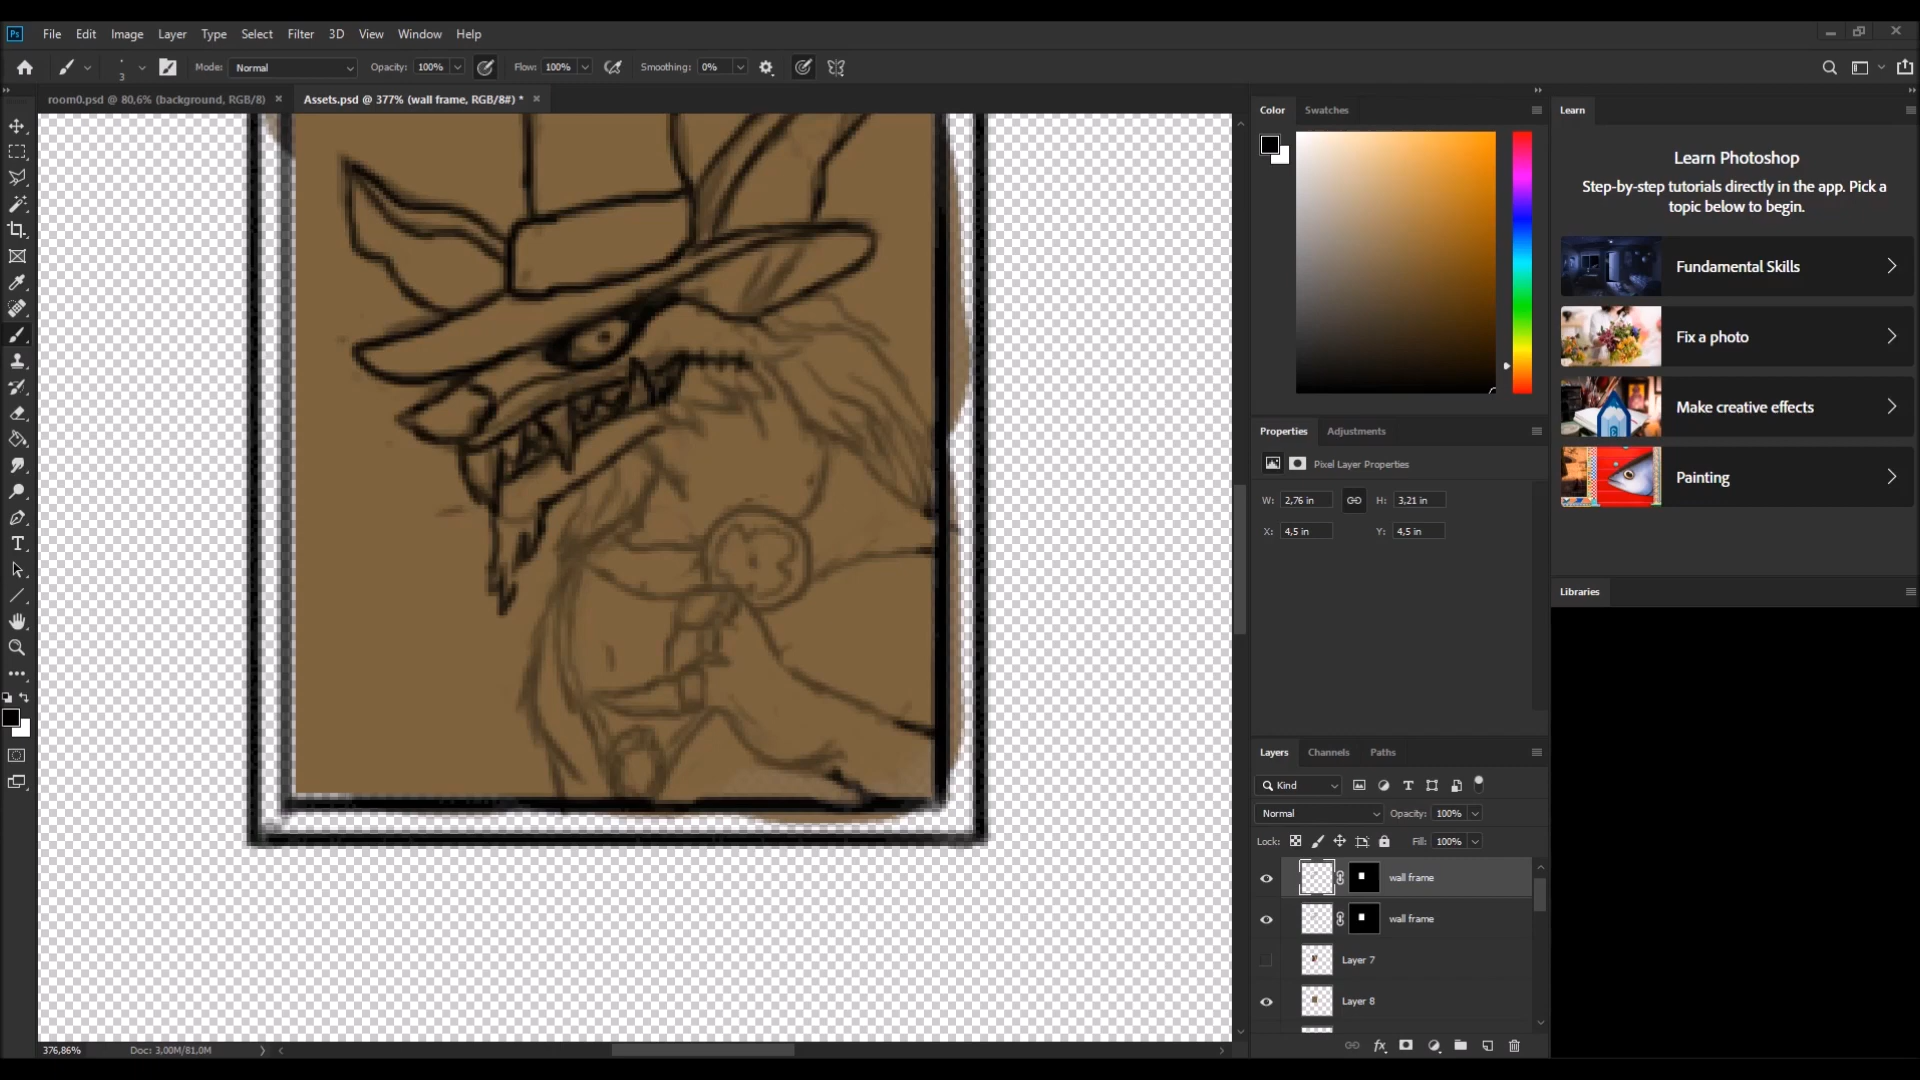 Ps File Edit Image Layer Type Select Filter 3D View Window Help
3 Mode: Normal Opacity: 100% Flow: 100% Smoothing: 0%
room0.psd @ 80,6% (background, RGB/8) × Assets.psd @ 377% (wall frame, RGB/8#) * ×
Color Swatches
Learn
Learn Photoshop
Step-by-step tutorials directly in the app. Pick a
topic below to begin.
Fundamental Skills
Fix a photo
Make creative effects
Painting
Properties Adjustments
Pixel Layer Properties
W: 2,76 in H: 3,21 in
X: 4,5 in Y: 4,5 in
Libraries
Layers Channels Paths
Kind
Normal Opacity: 100%
Lock: Fill: 100%
wall frame
wall frame
Layer 7
Layer 8
376,86% Doc: 3,00M/81,0M